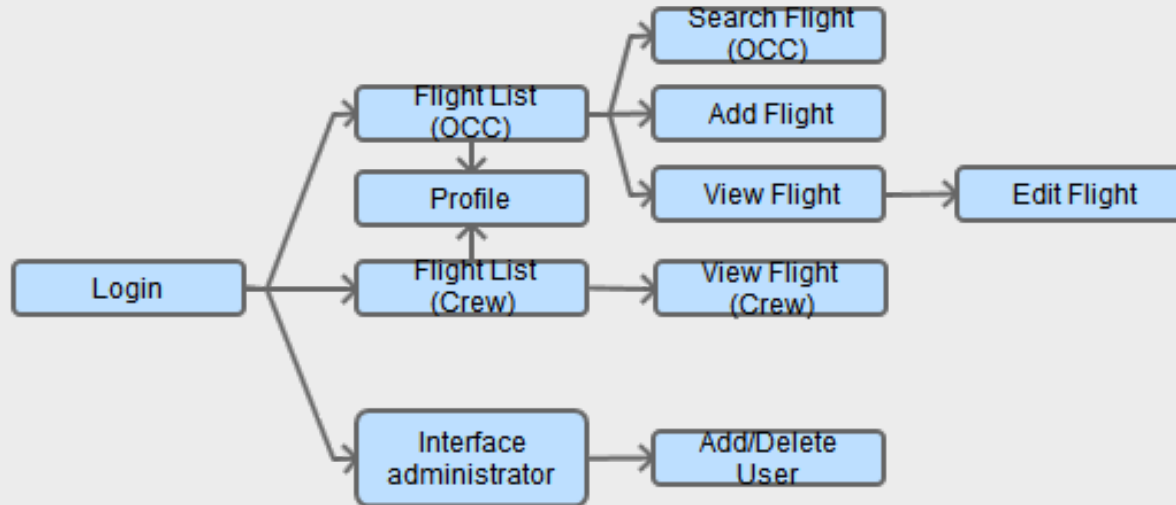 Search Flight
(OCC)
Flight List
(OCC)
Add Flight
Profile
View Flight
Edit Flight
Login
Flight List
(Crew)
View Flight
(Crew)
Interface
administrator
Add/Delete
User